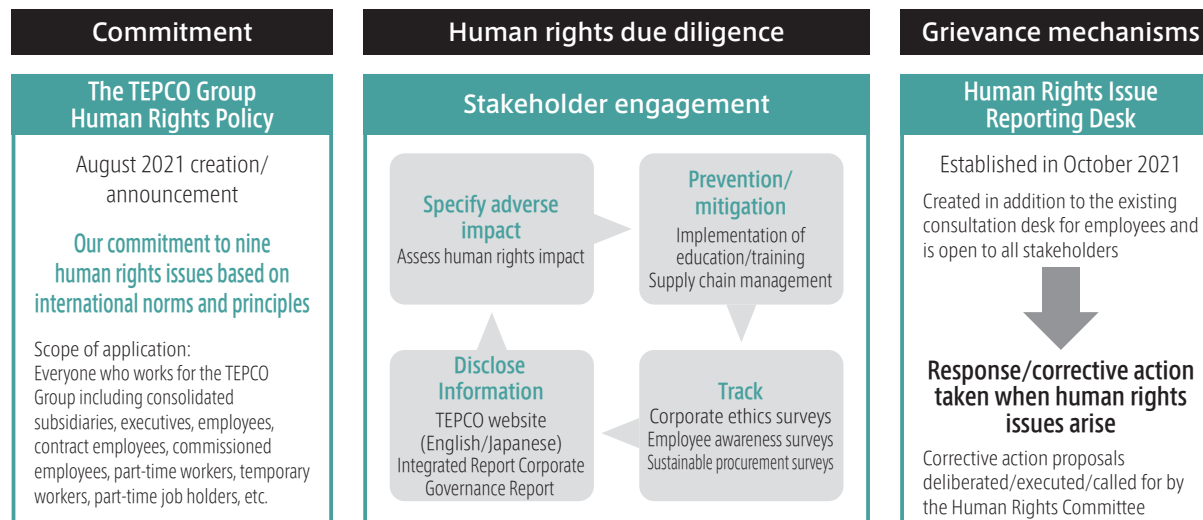 Commitment
The TEPCO Group
Human Rights Policy
August 2021 creation/
announcement
Our commitment to nine
human rights issues based on
international norms and principles
Scope of application:
Everyone who works for the TEPCO
Group including consolidated
subsidiaries, executives, employees,
contract employees, commissioned
employees, part-time workers, temporary
workers, part-time job holders, etc.
Human rights due diligence
Stakeholder engagement
Specify adverse
impact
Assess human rights impact
Prevention/
mitigation
Implementation of
education/training
Supply chain management
Track
Corporate ethics surveys
Employee awareness surveys
Sustainable procurement surveys
Disclose
Information
TEPCO website
(English/Japanese)
Integrated Report Corporate
Governance Report
Grievance mechanisms
Human Rights Issue
Reporting Desk
Established in October 2021
Created in addition to the existing
consultation desk for employees and
is open to all stakeholders
Response/corrective action
taken when human rights
issues arise
Corrective action proposals
deliberated/executed/called for by
the Human Rights Committee